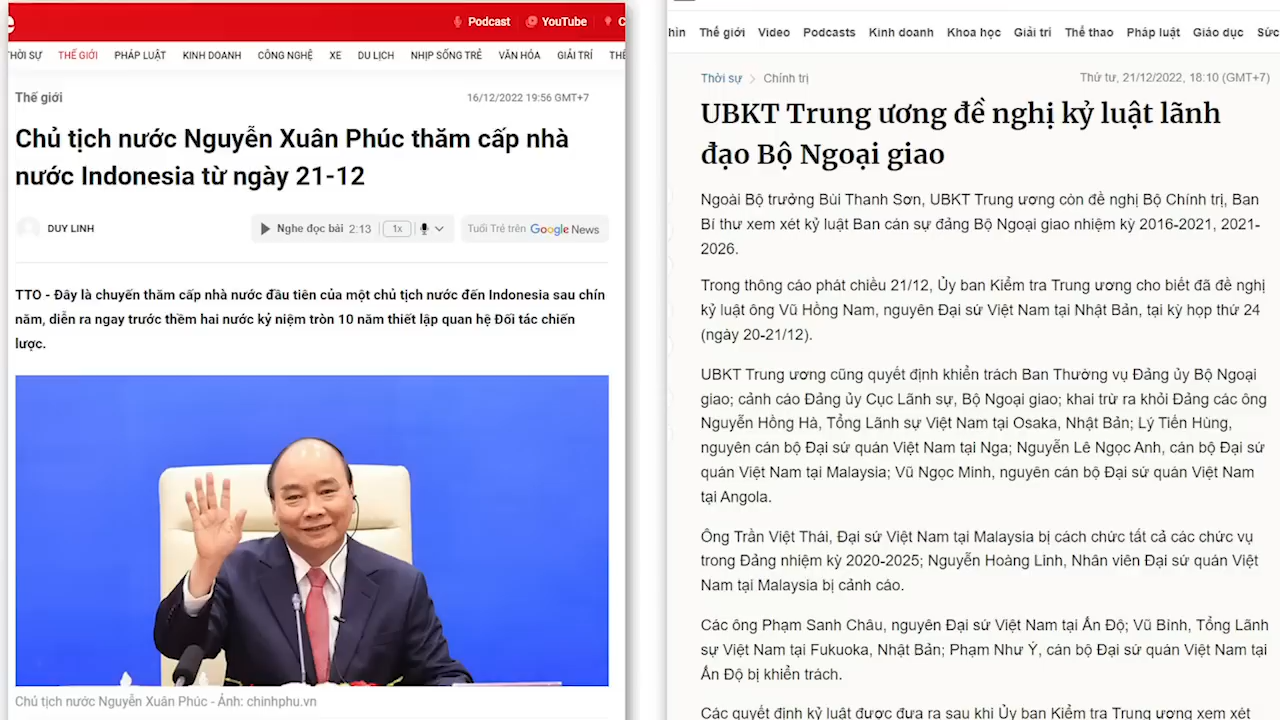 Podcast YouTube
THẾ GIỚI PHÁP LUẬT KINH DOANH CÔNG NGHỆ XE DU LỊCH NHỊP SỐNG TRẺ VĂN HÓA GIẢI TRÍ
Thế giới
16/12/2022 19:56 GMT+7
Chủ tịch nước Nguyễn Xuân Phúc thăm cấp nhà
nước Indonesia từ ngày 21-12
DUY LINH
Nghe đọc bài 2:13 1x
Tuổi Trẻ trên Google News
TTO - Đây là chuyến thăm cấp nhà nước đầu tiên của một chủ tịch nước đến Indonesia sau chín
năm, diễn ra ngay trước thềm hai nước kỷ niệm tròn 10 năm thiết lập quan hệ Đối tác chiến
lược.
Chủ tịch nước Nguyễn Xuân Phúc - Ảnh: chinhphu.vn
Thế giới Video Podcasts Kinh doanh Khoa học Giải trí Thể thao Pháp luật Giáo dục
Thời sự > Chính trị
Thứ tư, 21/12/2022, 18:10 (GMT+7)
UBKT Trung ương đề nghị kỷ luật lãnh
đạo Bộ Ngoại giao
Ngoài Bộ trưởng Bùi Thanh Sơn, UBKT Trung ương còn đề nghị Bộ Chính trị, Ban
Bí thư xem xét kỷ luật Ban cán sự đảng Bộ Ngoại giao nhiệm kỳ 2016-2021, 2021-
2026.
Trong thông cáo phát chiều 21/12, Ủy ban Kiểm tra Trung ương cho biết đã đề nghị
kỷ luật ông Vũ Hồng Nam, nguyên Đại sứ Việt Nam tại Nhật Bản, tại kỳ họp thứ 24
(ngày 20-21/12).
UBKT Trung ương cũng quyết định khiển trách Ban Thường vụ Đảng ủy Bộ Ngoại
giao; cảnh cáo Đảng ủy Cục Lãnh sự, Bộ Ngoại giao; khai trừ ra khỏi Đảng các ông
Nguyễn Hồng Hà, Tổng Lãnh sự Việt Nam tại Osaka, Nhật Bản; Lý Tiến Hùng,
nguyên cán bộ Đại sứ quán Việt Nam tại Nga; Nguyễn Lê Ngọc Anh, cán bộ Đại sứ
quán Việt Nam tại Malaysia; Vũ Ngọc Minh, nguyên cán bộ Đại sứ quán Việt Nam
tại Angola.
Ông Trần Việt Thái, Đại sứ Việt Nam tại Malaysia bị cách chức tất cả các chức vụ
trong Đảng nhiệm kỳ 2020-2025; Nguyễn Hoàng Linh, Nhân viên Đại sứ quán Việt
Nam tại Malaysia bị cảnh cáo.
Các ông Phạm Sanh Châu, nguyên Đại sứ Việt Nam tại Ấn Độ; Vũ Bình, Tổng Lãnh
sự Việt Nam tại Fukuoka, Nhật Bản; Phạm Như Ý, cán bộ Đại sứ quán Việt Nam tại
Ấn Độ bị khiển trách.
Các quyết định kỷ luật được đưa ra sau khi Ủy ban Kiểm tra Trung ương xem xét